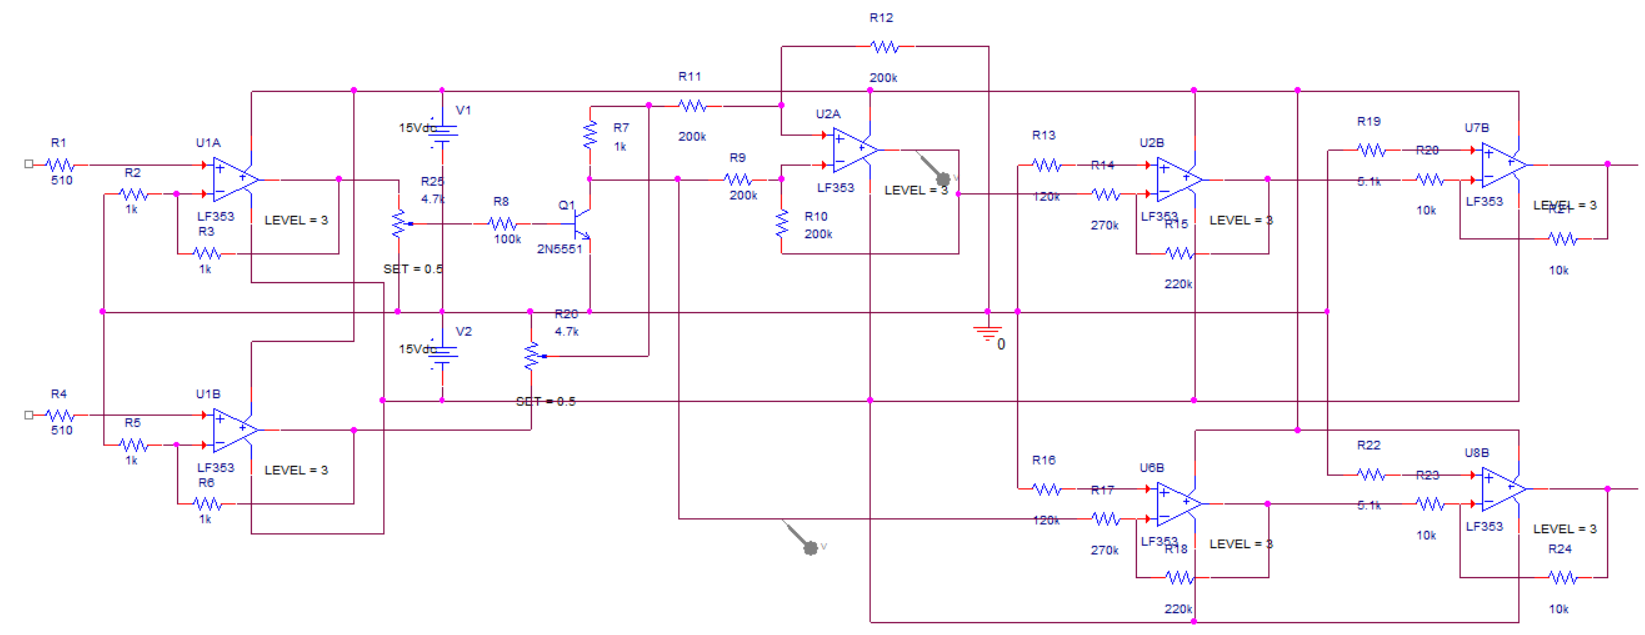 R12
200k
R11
200k
V1
15Vdc
U2A
LF353
LEVEL = 3
R7
1k
R9
200k
R10
200k
R1
510
U1A
R2
1k
LF353
LEVEL = 3
R3
1k
R25
4.7k
SET = 0.5
R8
100k
Q1
2N5551
R13
120k
R14
270k
U2B
LF353
LEVEL = 3
R15
220k
R19
5.1k
R20
10k
U7B
LF353
LEVEL = 3
R21
10k
V
V2
15Vdc
R26
4.7k
SET = 0.5
0
R4
510
U1B
R5
1k
LF353
LEVEL = 3
R6
1k
R16
120k
R17
270k
U6B
LF353
LEVEL = 3
R18
220k
R22
5.1k
R23
10k
U8B
LF353
LEVEL = 3
R24
10k
V